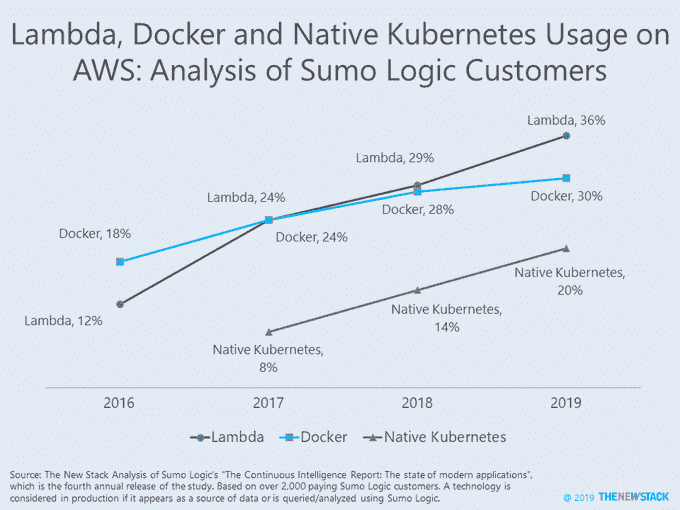 Lambda, Docker and Native Kubernetes Usage on
AWS: Analysis of Sumo Logic Customers
Lambda, 36%
Lambda, 29%
Lambda, 24%
Docker, 30%
Docker, 28%
Docker, 18%
Docker, 24%
Native Kubernetes,
20%
Lambda, 12%
Native Kubernetes,
14%
Native Kubernetes,
8%
2016 2017 2018 2019
Lambda Docker Native Kubernetes
Source: The New Stack Analysis of Sumo Logic's "The Continuous Intelligence Report: The state of modern applications",
which is the fourth annual release of the study. Based on over 2,000 paying Sumo Logic customers. A technology is
considered in production if it appears as a source of data or is queried/analyzed using Sumo Logic.
@ 2019 THENEWSTACK